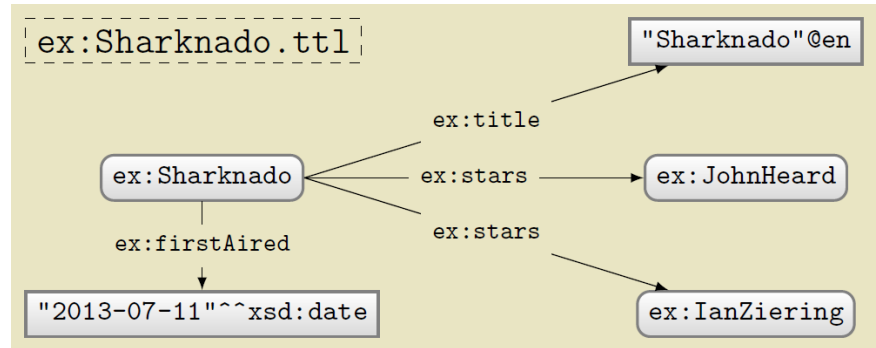 ex:Sharknado.ttl
"Sharknado"@en
ex:title
ex:Sharknado
ex:stars
ex:JohnHeard
ex:stars
ex:firstAired
"2013-07-11"^^xsd:date
ex:IanZiering